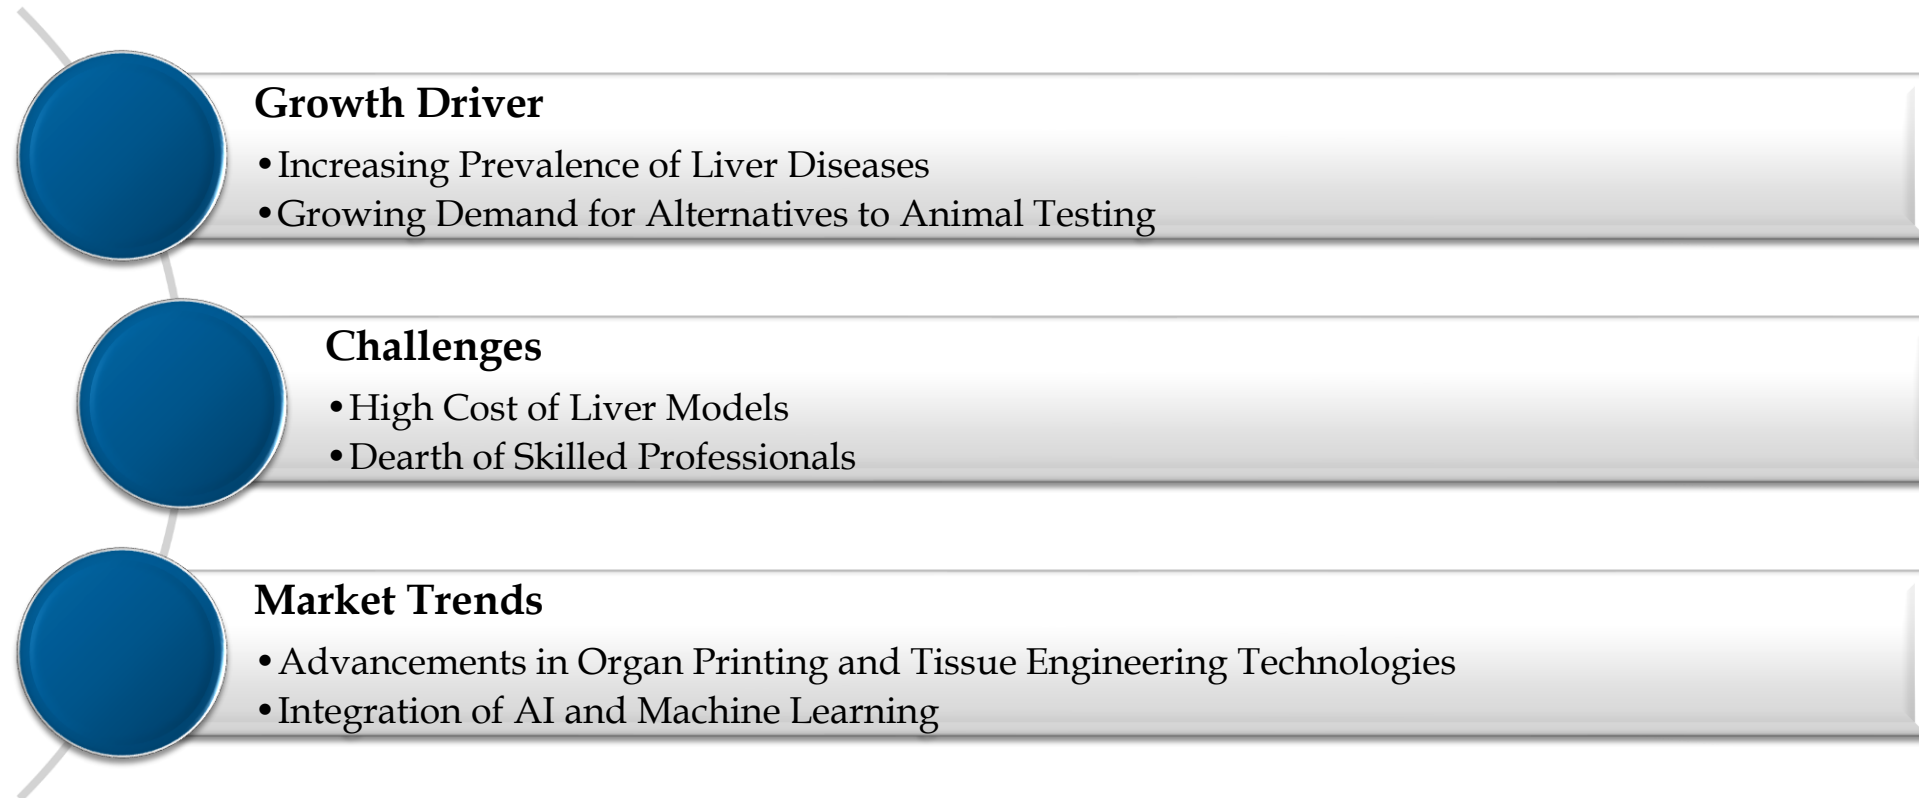 Growth Driver
•Increasing Prevalence of Liver Diseases
•Growing Demand for Alternatives to Animal Testing
Challenges
•High Cost of Liver Models
•Dearth of Skilled Professionals
Market Trends
•Advancements in Organ Printing and Tissue Engineering Technologies
•Integration of AI and Machine Learning